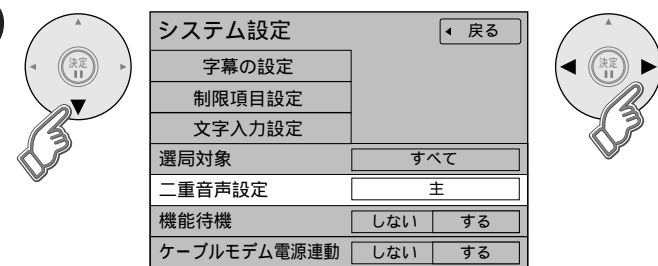 決定
システム設定 戻る
字幕の設定
制限項目設定
文字入力設定
選局対象 すべて
二重音声設定 主
機能待機 しない する
ケーブルモデム電源連動 しない する
決定